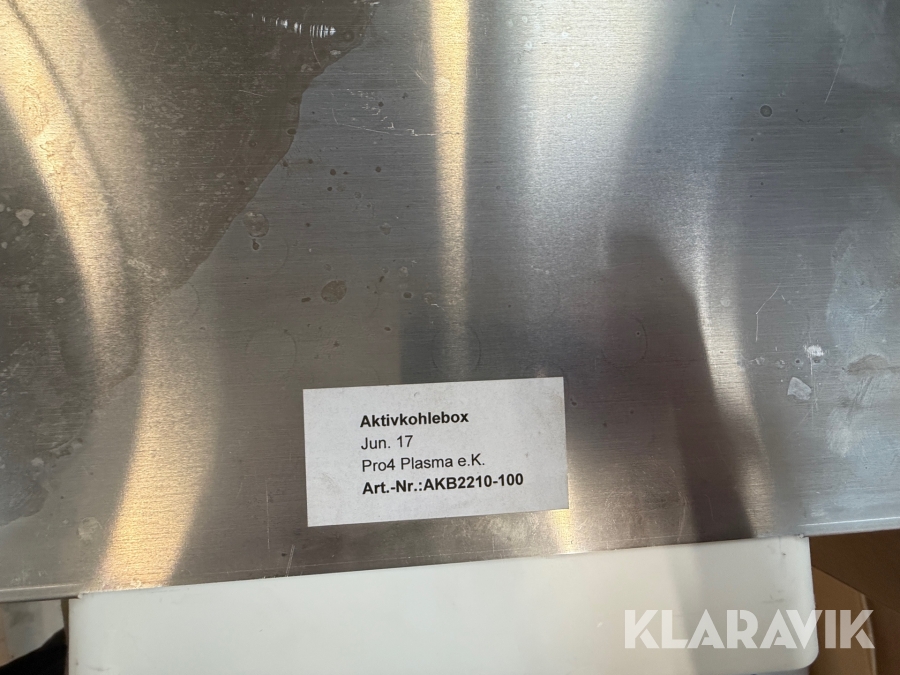 Aktivkohlebox
Jun. 17
Pro4 Plasma e.K.
Art.-Nr.:AKB2210-100
KLARAVIK